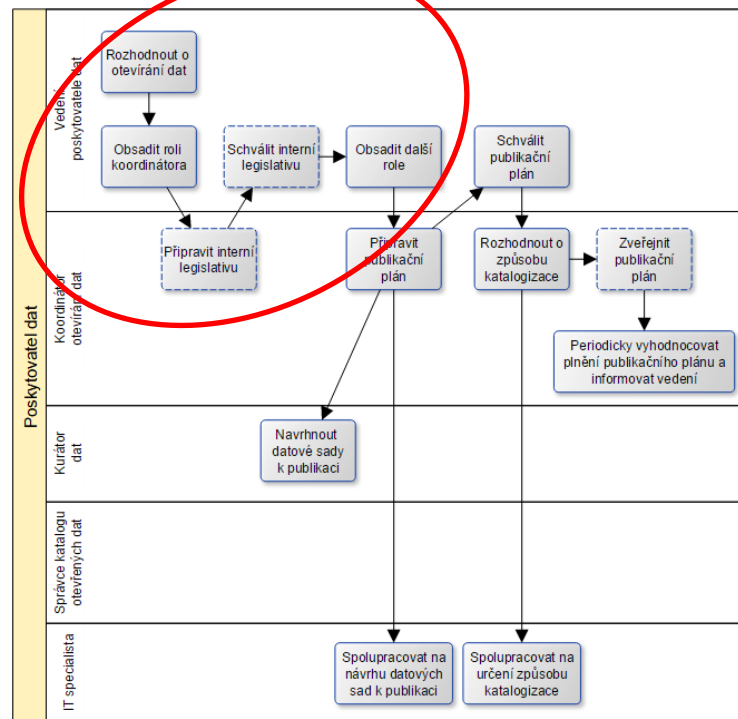 Poskytovatel dat
Vedení
poskytovatele dat
Rozhodnout o
otevírání dat
Obsadit roli
koordinátora
Schválit interní
legislativu
Obsadit další
role
Schválit
publikační
plán
Koordinátor
otevírání dat
Připravit interní
legislativu
Připravit
publikační
plán
Rozhodnout o
způsobu
katalogizace
Zveřejnit
publikační
plán
Periodicky vyhodnocovat
plnění publikačního plánu a
informovat vedení
Kurátor
dat
Navrhnout
datové sady
k publikaci
Správce katalogu
otevřených dat
IT specialista
Spolupracovat na
návrhu datových
sad k publikaci
Spolupracovat na
určení způsobu
katalogizace